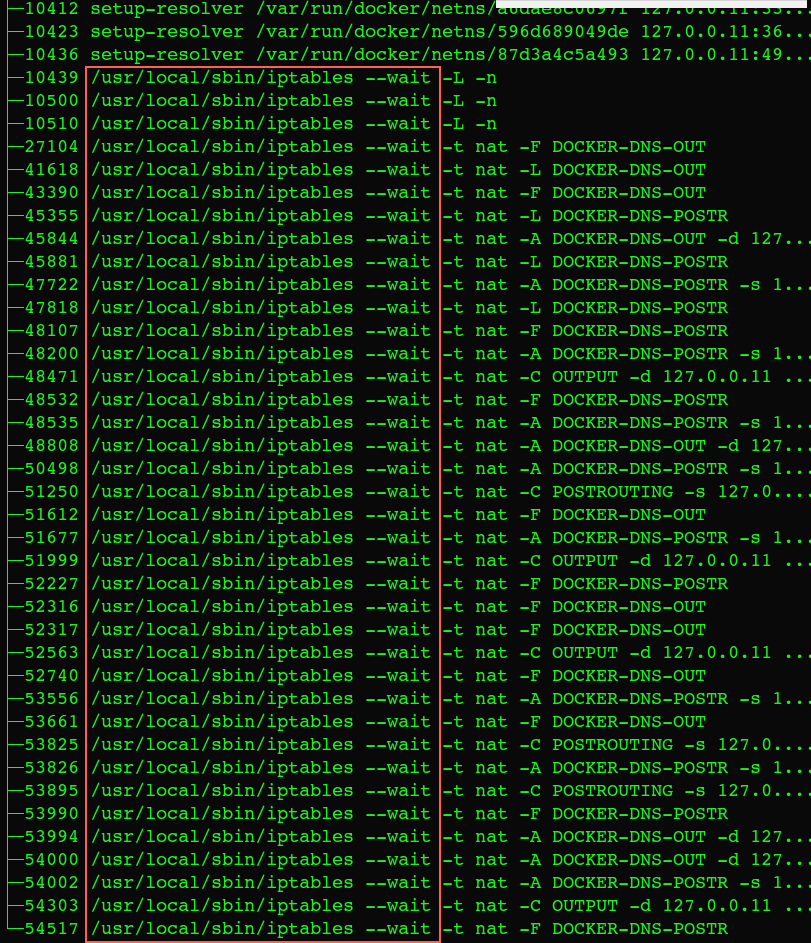 10412 setup-resolver
10423 setup-resolver /var/run/docker/netns/596d689049de 127.0.0.11:36...
10436 setup-resolver /var/run/docker/netns/87d3a4c5a493 127.0.0.11:49...
10439 /usr/local/sbin/iptables --wait -L -n
10500 /usr/local/sbin/iptables --wait -L -n
10510 /usr/local/sbin/iptables --wait -L -n
27104 /usr/local/sbin/iptables --wait -t nat -F DOCKER-DNS-OUT
41618 /usr/local/sbin/iptables --wait -t nat -L DOCKER-DNS-OUT
43390 /usr/local/sbin/iptables --wait -t nat -F DOCKER-DNS-OUT
45355 /usr/local/sbin/iptables --wait -t nat -L DOCKER-DNS-POSTR
45844 /usr/local/sbin/iptables --wait -t nat -A DOCKER-DNS-OUT -d 127...
45881 /usr/local/sbin/iptables --wait -t nat -L DOCKER-DNS-POSTR
47722 /usr/local/sbin/iptables --wait -t nat -A DOCKER-DNS-POSTR -s 1...
47818 /usr/local/sbin/iptables --wait -t nat -L DOCKER-DNS-POSTR
48107 /usr/local/sbin/iptables --wait -t nat -F DOCKER-DNS-POSTR
48200 /usr/local/sbin/iptables --wait -t nat -A DOCKER-DNS-POSTR -s 1...
48471 /usr/local/sbin/iptables --wait -t nat -C OUTPUT -d 127.0.0.11 ...
48532 /usr/local/sbin/iptables --wait -t nat -F DOCKER-DNS-POSTR
48535 /usr/local/sbin/iptables --wait -t nat -A DOCKER-DNS-POSTR -s 1...
48808 /usr/local/sbin/iptables --wait -t nat -A DOCKER-DNS-OUT -d 127...
50498 /usr/local/sbin/iptables --wait -t nat -A DOCKER-DNS-POSTR -s 1...
51250 /usr/local/sbin/iptables --wait -t nat -C POSTROUTING -s 127.0....
51612 /usr/local/sbin/iptables --wait -t nat -F DOCKER-DNS-OUT
51677 /usr/local/sbin/iptables --wait -t nat -A DOCKER-DNS-POSTR -s 1...
51999 /usr/local/sbin/iptables --wait -t nat -C OUTPUT -d 127.0.0.11 ...
52227 /usr/local/sbin/iptables --wait -t nat -F DOCKER-DNS-POSTR
52316 /usr/local/sbin/iptables --wait -t nat -F DOCKER-DNS-OUT
52317 /usr/local/sbin/iptables --wait -t nat -F DOCKER-DNS-OUT
52563 /usr/local/sbin/iptables --wait -t nat -C OUTPUT -d 127.0.0.11 ...
52740 /usr/local/sbin/iptables --wait -t nat -F DOCKER-DNS-OUT
53556 /usr/local/sbin/iptables --wait -t nat -A DOCKER-DNS-POSTR -s 1...
53661 /usr/local/sbin/iptables --wait -t nat -F DOCKER-DNS-OUT
53825 /usr/local/sbin/iptables --wait -t nat -C POSTROUTING -s 127.0....
53826 /usr/local/sbin/iptables --wait -t nat -A DOCKER-DNS-POSTR -s 1...
53895 /usr/local/sbin/iptables --wait -t nat -C POSTROUTING -s 127.0....
53990 /usr/local/sbin/iptables --wait -t nat -F DOCKER-DNS-POSTR
53994 /usr/local/sbin/iptables --wait -t nat -A DOCKER-DNS-OUT -d 127...
54000 /usr/local/sbin/iptables --wait -t nat -A DOCKER-DNS-OUT -d 127...
54002 /usr/local/sbin/iptables --wait -t nat -A DOCKER-DNS-POSTR -s 1...
54303 /usr/local/sbin/iptables --wait -t nat -C OUTPUT -d 127.0.0.11 ...
54517 /usr/local/sbin/iptables --wait -t nat -F DOCKER-DNS-POSTR